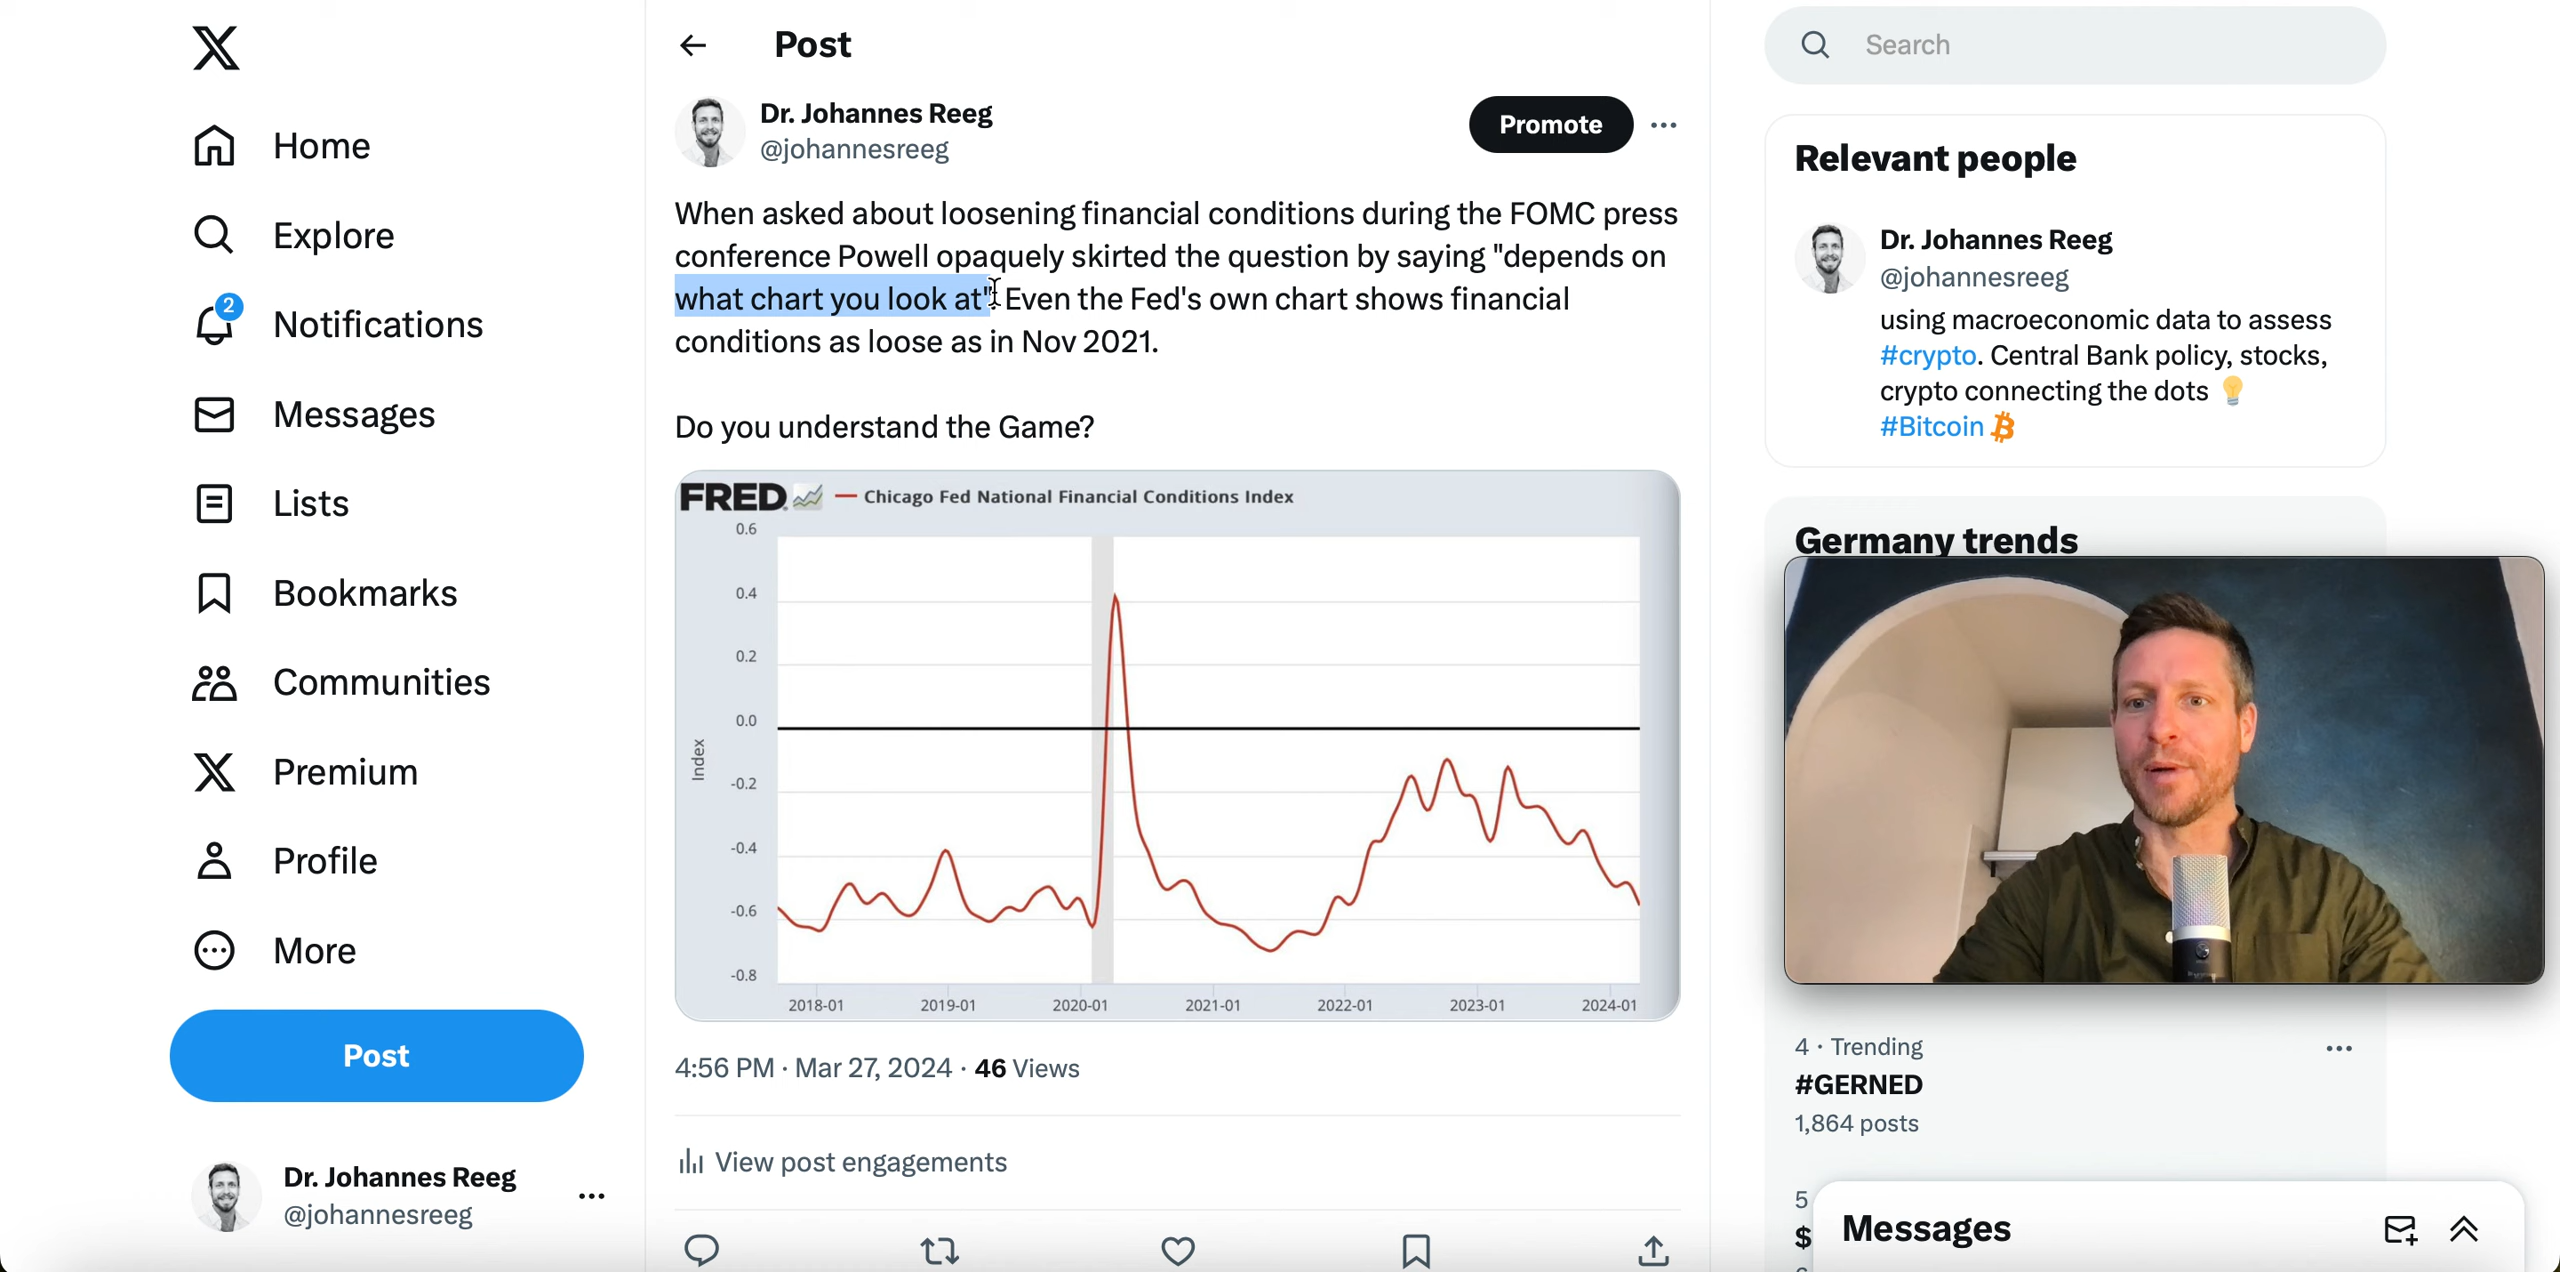 Home
Explore
2
Notifications
Messages
Lists
Bookmarks
Communities
Premium
Profile
More
Post
Dr. Johannes Reeg
@johannesreeg
Post
Dr. Johannes Reeg
@johannesreeg
Promote
When asked about loosening financial conditions during the FOMC press
conference Powell opaquely skirted the question by saying "depends on
what chart you look at". Even the Fed's own chart shows financial
conditions as loose as in Nov 2021.
Do you understand the Game?
FRED
Chicago Fed National Financial Conditions Index
0.6
0.4
0.2
0.0
-0.2
-0.4
-0.6
-0.8
Index
2018-01 2019-01 2020-01 2021-01 2022-01 2023-01 2024-01
4:56 PM · Mar 27, 2024 · 46 Views
View post engagements
Search
Relevant people
Dr. Johannes Reeg
@johannesreeg
using macroeconomic data to assess
#crypto. Central Bank policy, stocks,
crypto connecting the dots 💡
#Bitcoin
Germany trends
4 · Trending
#GERNED
1,864 posts
5
$
Messages